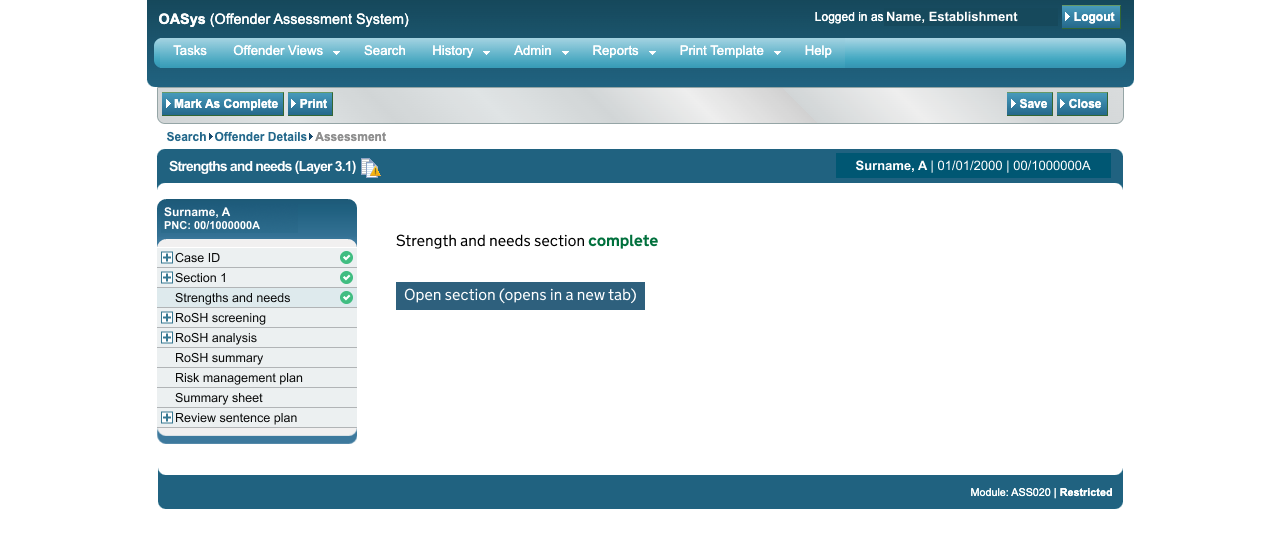 OASys (Offender Assessment System)
Logged in as Name, Establishment
Logout
Tasks Offender Views Search History Admin Reports Print Template Help
Mark As Complete Print Save Close
Search Offender Details Assessment
Strengths and needs (Layer 3.1)
Surname, A | 01/01/2000 | 00/1000000A
Surname, A
PNC: 00/1000000A
Case ID
Section 1
Strengths and needs
RoSH screening
RoSH analysis
RoSH summary
Risk management plan
Summary sheet
Review sentence plan
Strength and needs section complete
Open section (opens in a new tab)
Module: ASS020 | Restricted